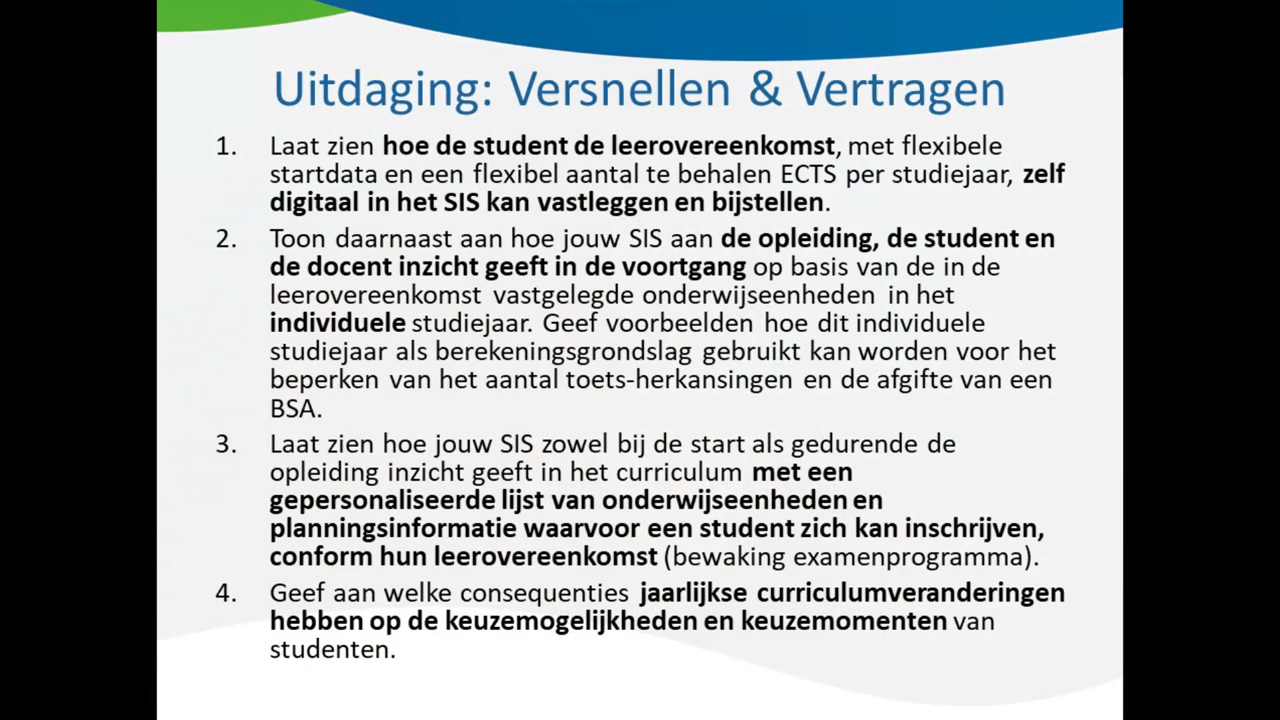 Uitdaging: Versnellen & Vertragen
1. Laat zien hoe de student de leerovereenkomst, met flexibele
startdata en een flexibel aantal te behalen ECTS per studiejaar, zelf
digitaal in het SIS kan vastleggen en bijstellen.
2. Toon daarnaast aan hoe jouw SIS aan de opleiding, de student en
de docent inzicht geeft in de voortgang op basis van de in de
leerovereenkomst vastgelegde onderwijseenheden in het
individuele studiejaar. Geef voorbeelden hoe dit individuele
studiejaar als berekeningsgrondslag gebruikt kan worden voor het
beperken van het aantal toets-herkansingen en de afgifte van een
BSA.
3. Laat zien hoe jouw SIS zowel bij de start als gedurende de
opleiding inzicht geeft in het curriculum met een
gepersonaliseerde lijst van onderwijseenheden en
planningsinformatie waarvoor een student zich kan inschrijven,
conform hun leerovereenkomst (bewaking examenprogramma).
4. Geef aan welke consequenties jaarlijkse curriculumveranderingen
hebben op de keuzemogelijkheden en keuzemomenten van
studenten.